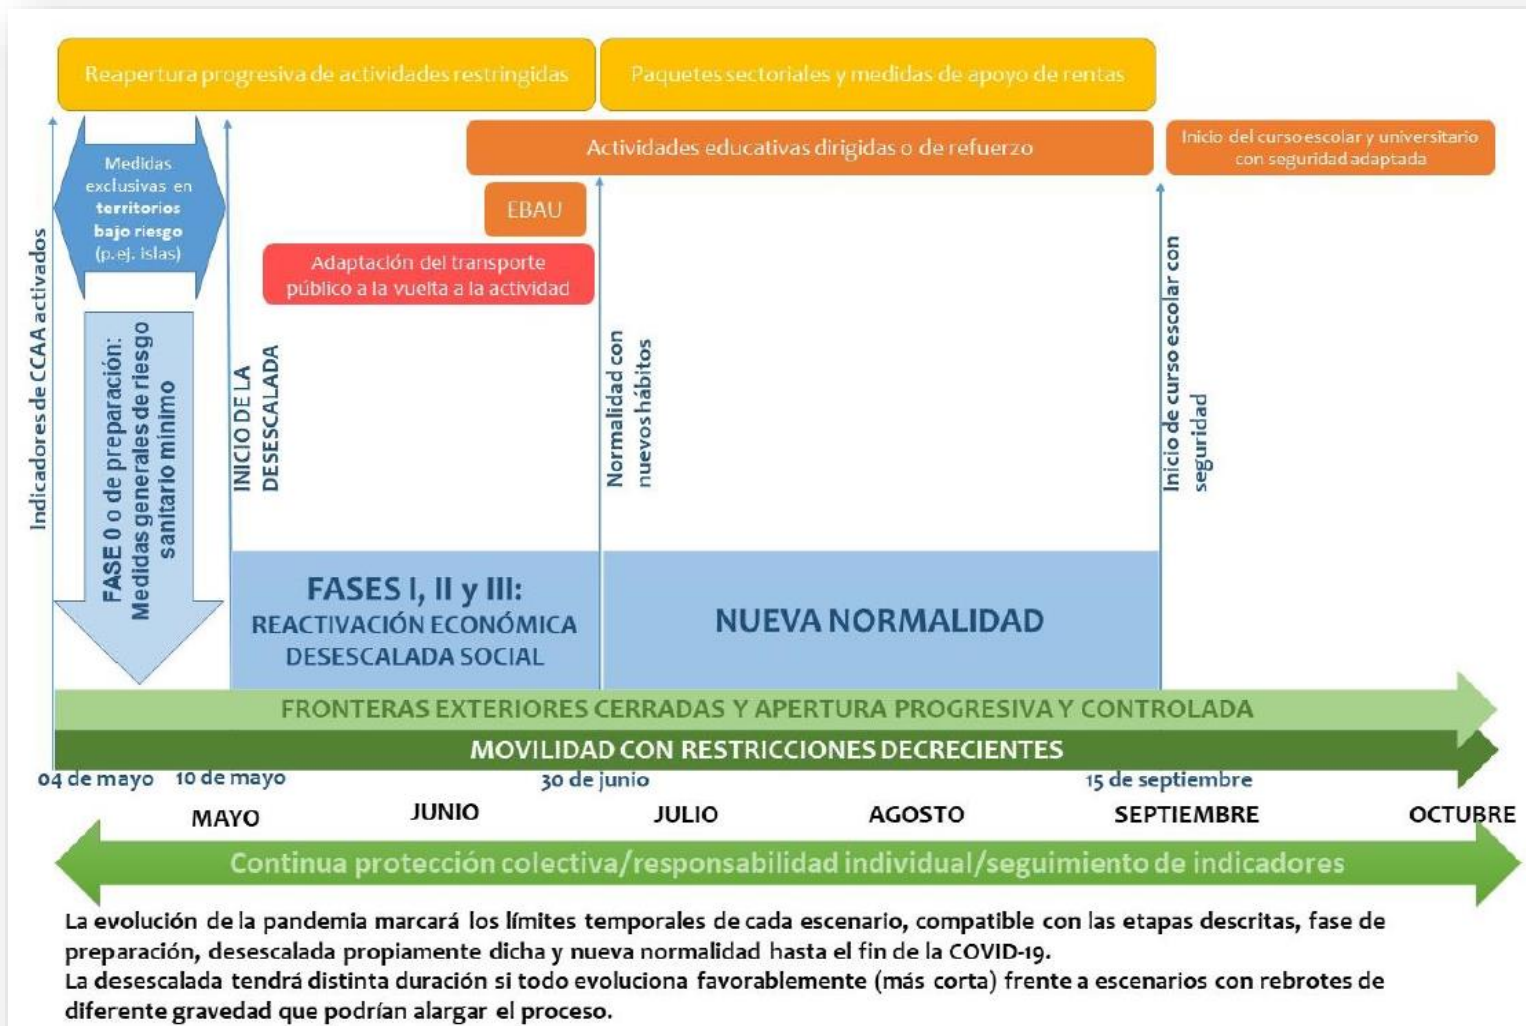 Reapertura progresiva de actividades restringidas
Paquetes sectoriales y medidas de apoyo de rentas
Actividades educativas dirigidas o de refuerzo
Inicio del curso escolar y universitario
con seguridad adaptada
Medidas
exclusivas en
territorios
bajo riesgo
(p.ej. islas)
EBAU
Adaptación del transporte
público a la vuelta a la actividad
Indicadores de CCAA activados
FASE 0 o de preparación:
Medidas generales de riesgo
sanitario mínimo
INICIO DE LA
DESESCALADA
Normalidad con
nuevos hábitos
Inicio de curso escolar con
seguridad
FASES I, II y III:
REACTIVACIÓN ECONÓMICA
DESESCALADA SOCIAL
NUEVA NORMALIDAD
FRONTERAS EXTERIORES CERRADAS Y APERTURA PROGRESIVA Y CONTROLADA
MOVILIDAD CON RESTRICCIONES DECRECIENTES
04 de mayo 10 de mayo 30 de junio 15 de septiembre
MAYO JUNIO JULIO AGOSTO SEPTIEMBRE OCTUBRE
Continua protección colectiva/responsabilidad individual/seguimiento de indicadores
La evolución de la pandemia marcará los límites temporales de cada escenario, compatible con las etapas descritas, fase de
preparación, desescalada propiamente dicha y nueva normalidad hasta el fin de la COVID-19.
La desescalada tendrá distinta duración si todo evoluciona favorablemente (más corta) frente a escenarios con rebrotes de
diferente gravedad que podrían alargar el proceso.